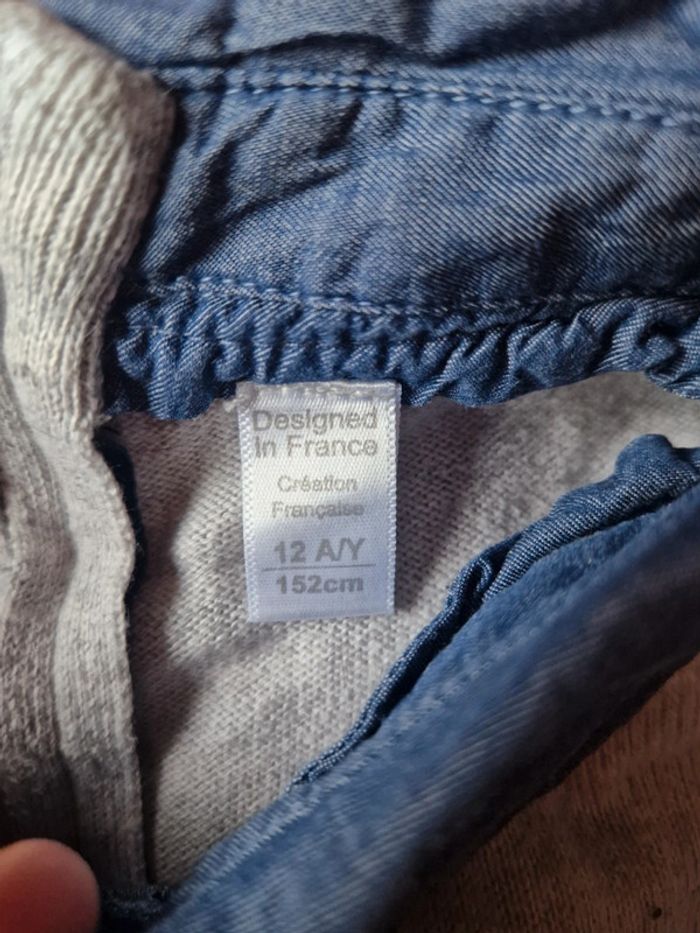 Designed
In France
Création
Française
12 A/Y
152cm